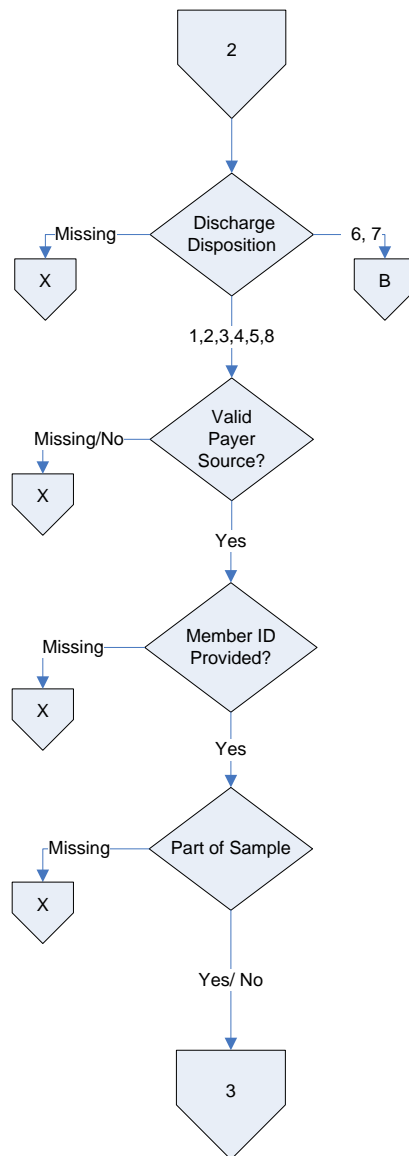 2
Discharge
Disposition
Missing
6, 7
X
B
1,2,3,4,5,8
Valid
Payer
Source?
Missing/No
X
Yes
Member ID
Provided?
Missing
X
Yes
Part of Sample
Missing
X
Yes/ No
3